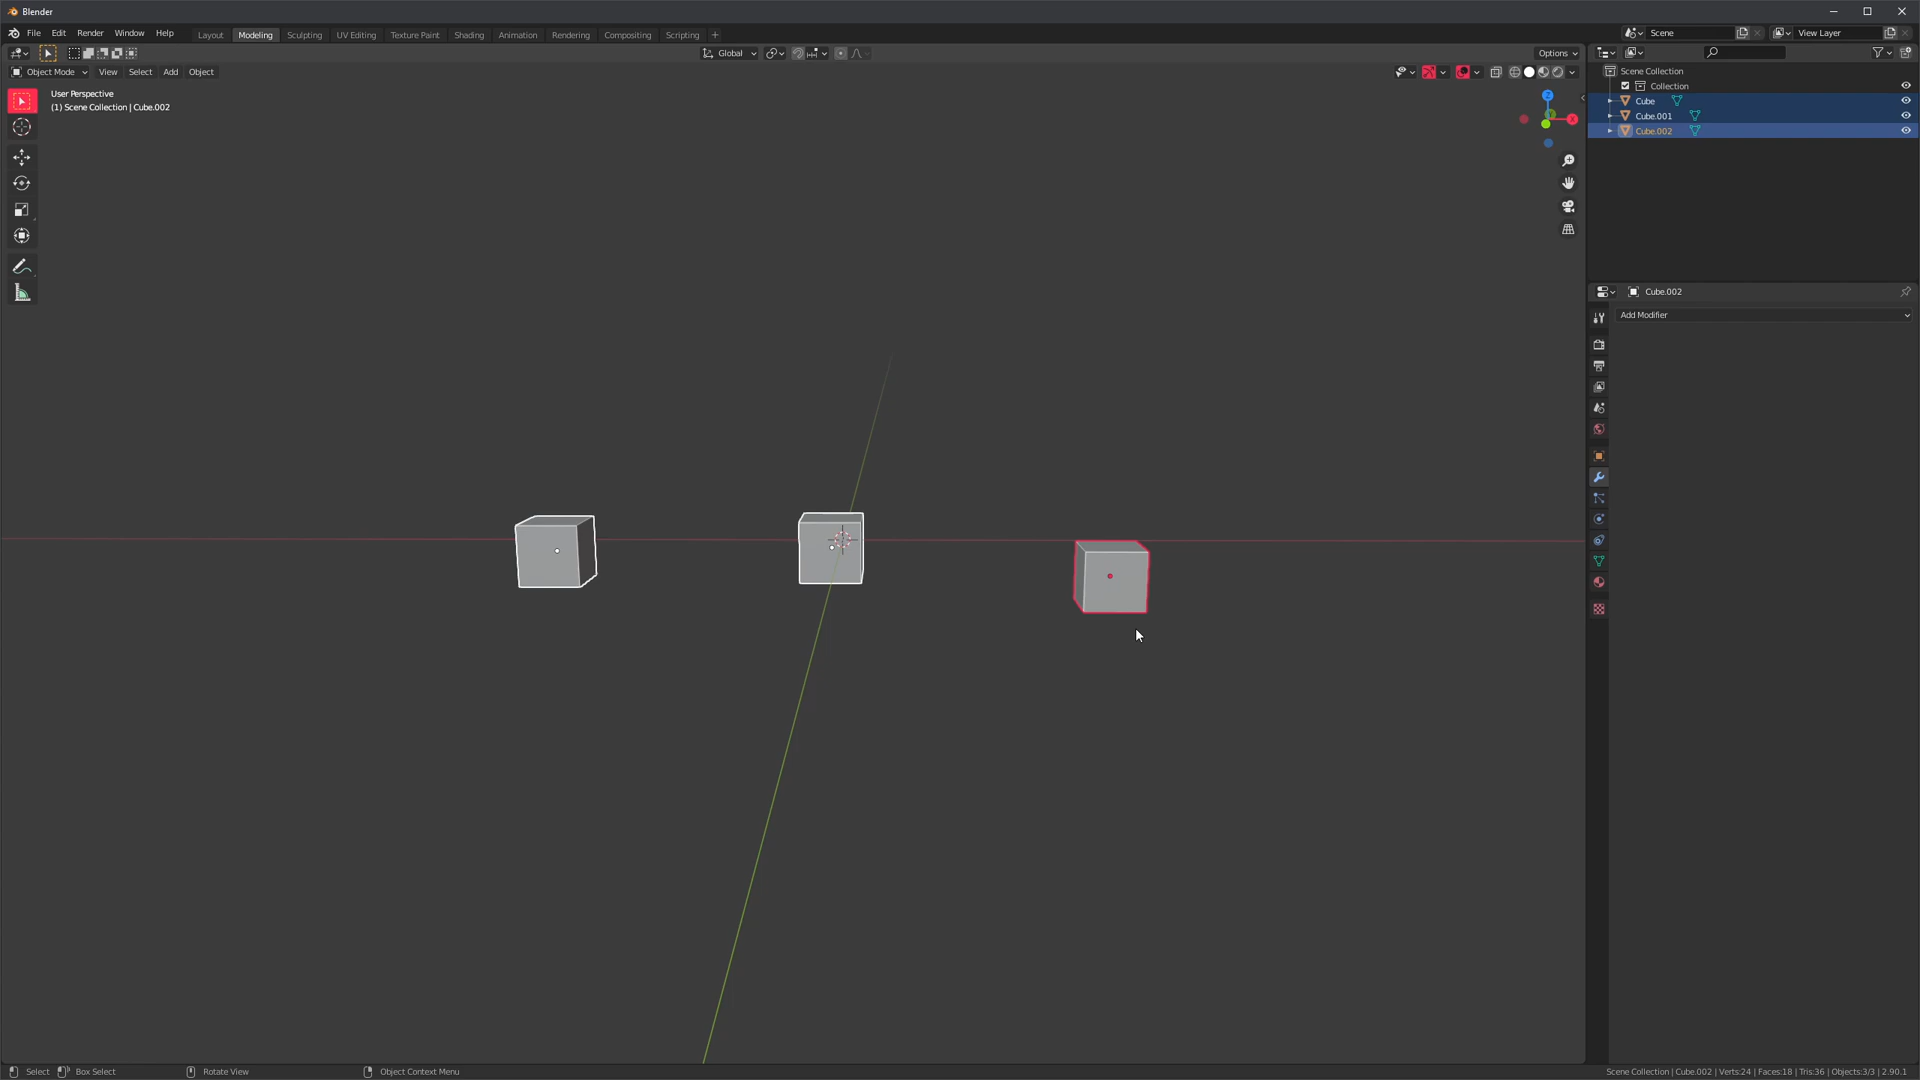 Blender
File Edit Render Window Help Layout Modeling Sculpting UV Editing Texture Paint Shading Animation Rendering Compositing Scripting + Scene View Layer
Global Options
Object Mode View Select Add Object
User Perspective
(1) Scene Collection | Cube.002
Z
X
Scene Collection
Collection
Cube
Cube.001
Cube.002
Cube.002
Add Modifier
Select Box Select Rotate View Object Context Menu Scene Collection | Cube.002 | Verts:24 | Faces:18 | Tris:36 | Objects:3/3 | 2.90.1